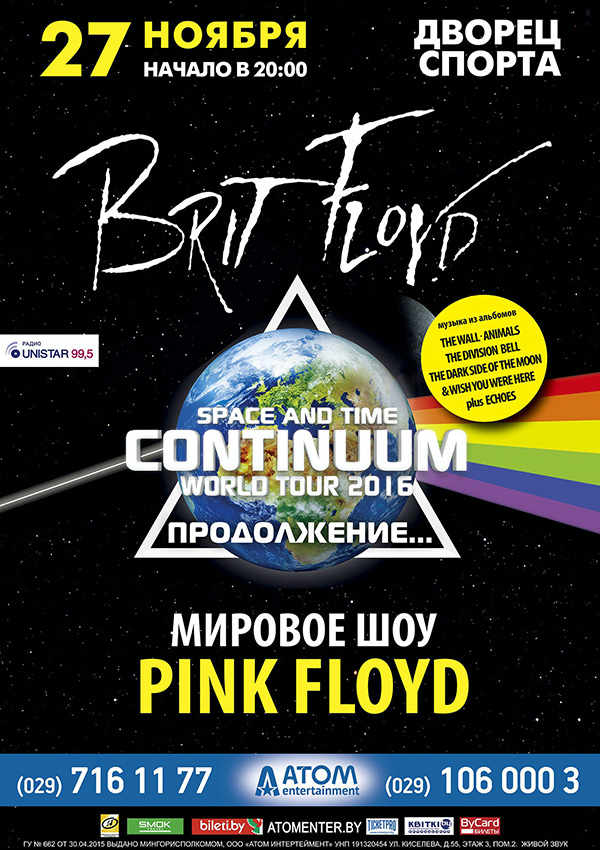 27 НОЯБРЯ
НАЧАЛО В 20:00
ДВОРЕЦ
СПОРТА
BRIT FLOYD
РАДИО
UNISTAR 99,5
музыка из альбомов
THE WALL · ANIMALS
THE DIVISION BELL
THE DARK SIDE OF THE MOON
& WISH YOU WERE HERE
plus ECHOES
SPACE AND TIME
CONTINUUM
WORLD TOUR 2016
ПРОДОЛЖЕНИЕ...
МИРОВОЕ ШОУ
PINK FLOYD
(029) 716 11 77
ATOM
entertainment
(029) 106 000 3
SMOK
bileti.by
ATOMENTER.BY
TICKETPRO
КВІТКІ
ByCard
БИЛЕТЫ
ГУ № 662 ОТ 30.04.2015 ВЫДАНО МИНГОРИСПОЛКОМОМ, ООО «АТОМ ИНТЕРТЕЙМЕНТ» УНП 191320454 УЛ. КИСЕЛЕВА, Д.55, ЭТАЖ 3, ПОМ.2. ЖИВОЙ ЗВУК